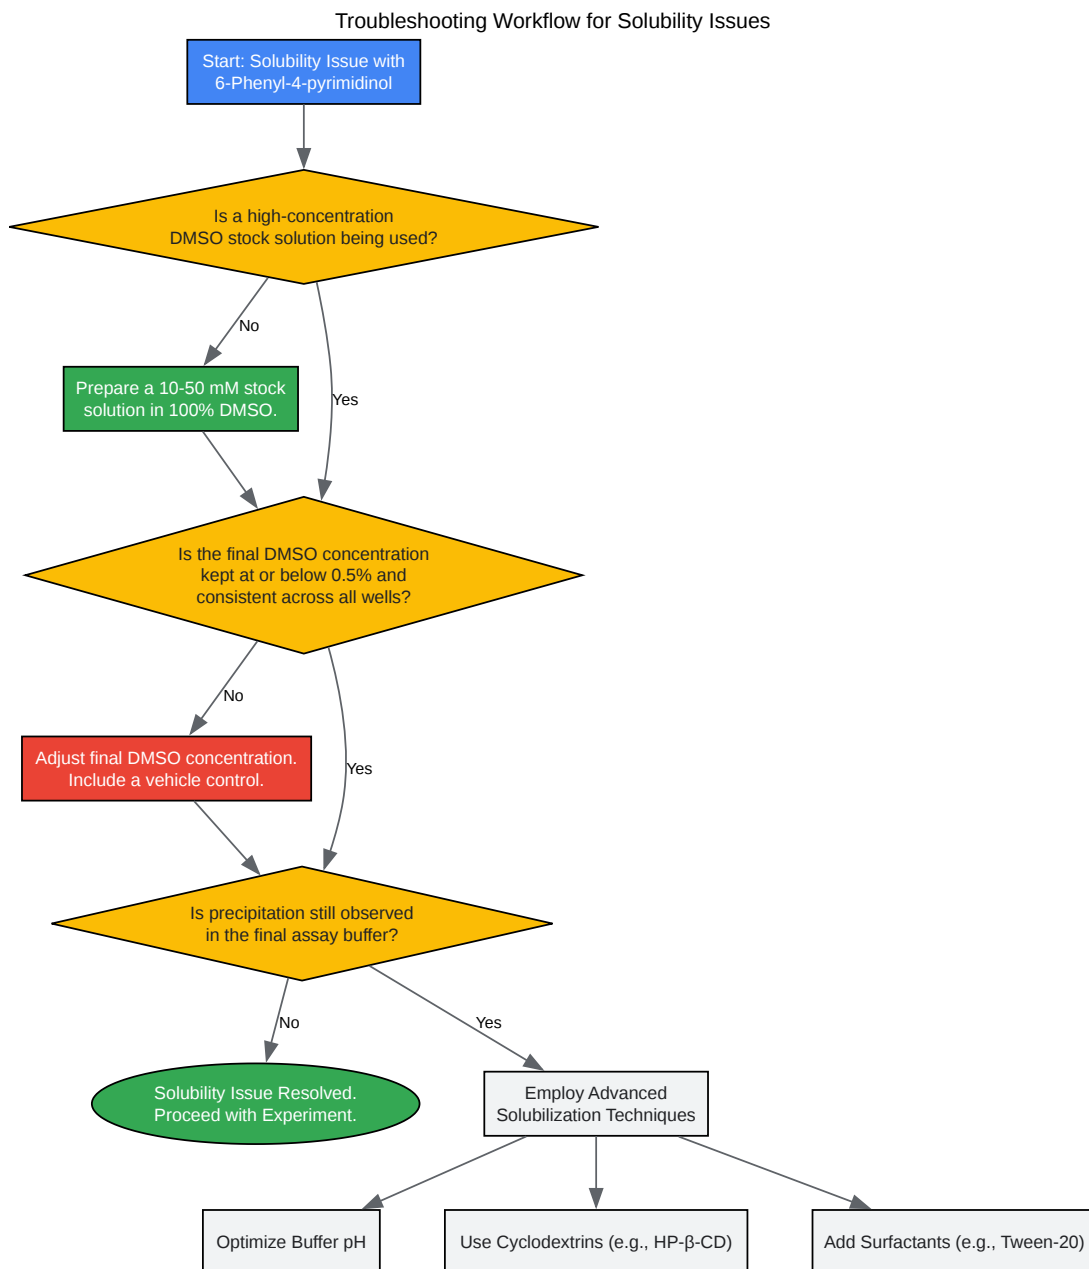 Troubleshooting Workflow for Solubility Issues
Start: Solubility Issue with
6-Phenyl-4-pyrimidinol
Is a high-concentration
DMSO stock solution being used?
No
Yes
Prepare a 10-50 mM stock
solution in 100% DMSO.
Is the final DMSO concentration
kept at or below 0.5% and
consistent across all wells?
No
Yes
Adjust final DMSO concentration.
Include a vehicle control.
Is precipitation still observed
in the final assay buffer?
No
Yes
Solubility Issue Resolved.
Proceed with Experiment.
Employ Advanced
Solubilization Techniques
Optimize Buffer pH
Use Cyclodextrins (e.g., HP-β-CD)
Add Surfactants (e.g., Tween-20)